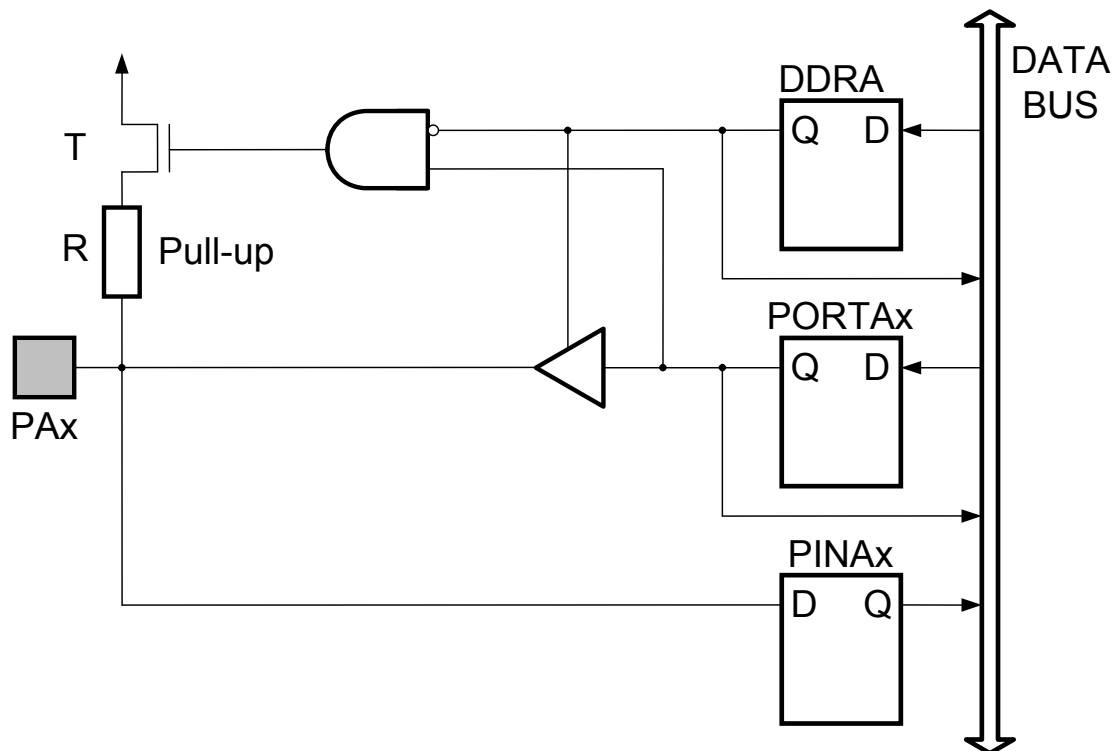 DATA
BUS
DDRA
Q D
T
R
Pull-up
PORTAx
Q D
PAx
PINAx
D Q